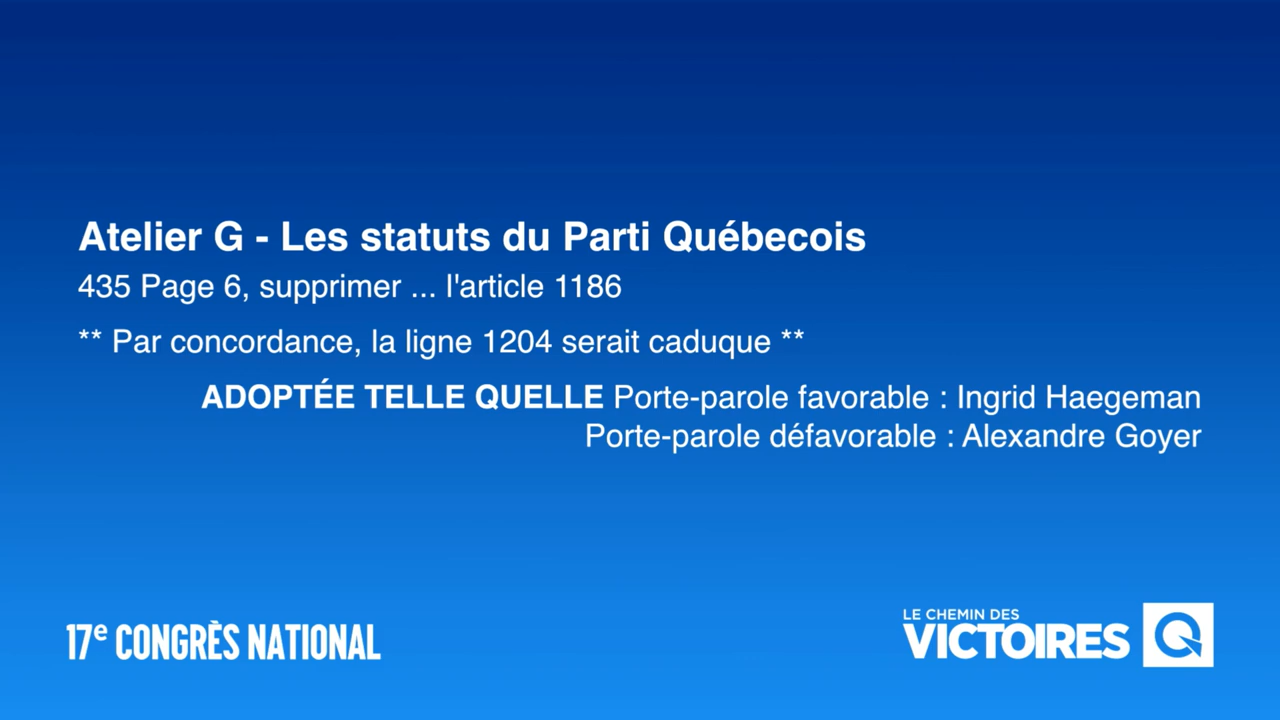 Atelier G - Les statuts du Parti Québecois
435 Page 6, supprimer ... l'article 1186
** Par concordance, la ligne 1204 serait caduque **
ADOPTÉE TELLE QUELLE Porte-parole favorable : Ingrid Haegeman
Porte-parole défavorable : Alexandre Goyer
17e CONGRÈS NATIONAL
LE CHEMIN DES
VICTOIRES